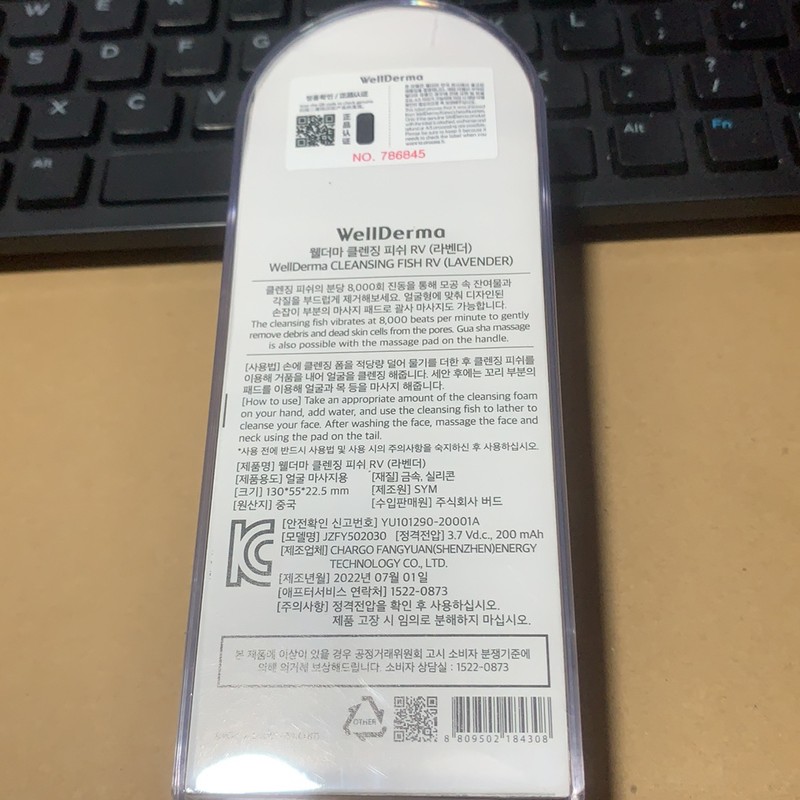 W
E
S
D
C
K
L
?
/
Alt
Alt
Fn
WellDerma
정품확인 / 正品认证
正品认证
NO. 786845
WellDerma
웰더마 클렌징 피쉬 RV (라벤더)
WellDerma CLEANSING FISH RV (LAVENDER)
클렌징 피쉬의 분당 8,000회 진동을 통해 모공 속 잔여물과
각질을 부드럽게 제거해보세요. 얼굴형에 맞춰 디자인된
손잡이 부분의 마사지 패드로 괄사 마사지도 가능합니다.
The cleansing fish vibrates at 8,000 beats per minute to gently
remove debris and dead skin cells from the pores. Gua sha massage
is also possible with the massage pad on the handle.
[사용법] 손에 클렌징 폼을 적당량 덜어 물기를 더한 후 클렌징 피쉬를
이용해 거품을 내어 얼굴을 클렌징 해줍니다. 세안 후에는 꼬리 부분의
패드를 이용해 얼굴과 목 등을 마사지 해줍니다.
[How to use] Take an appropriate amount of the cleansing foam
on your hand, add water, and use the cleansing fish to lather to
cleanse your face. After washing the face, massage the face and
neck using the pad on the tail.
*사용 전에 반드시 사용법 및 사용 시의 주의사항을 숙지하신 후 사용하십시오.
[제품명] 웰더마 클렌징 피쉬 RV (라벤더)
[제품용도] 얼굴 마사지용 [재질] 금속, 실리콘
[크기] 130*55*22.5 mm [제조원] SYM
[원산지] 중국 [수입판매원] 주식회사 버드
[안전확인 신고번호] YU101290-20001A
[모델명] JZFY502030 [정격전압] 3.7 Vd.c., 200 mAh
[제조업체] CHARGO FANGYUAN(SHENZHEN)ENERGY
TECHNOLOGY CO., LTD.
[제조년월] 2022년 07월 01일
[애프터서비스 연락처] 1522-0873
[주의사항] 정격전압을 확인 후 사용하십시오.
제품 고장 시 임의로 분해하지 마십시오.
본 제품에 이상이 있을 경우 공정거래위원회 고시 소비자 분쟁기준에
의해 의거해 보상해드립니다. 소비자 상담실 : 1522-0873
OTHER
8 809502 184308